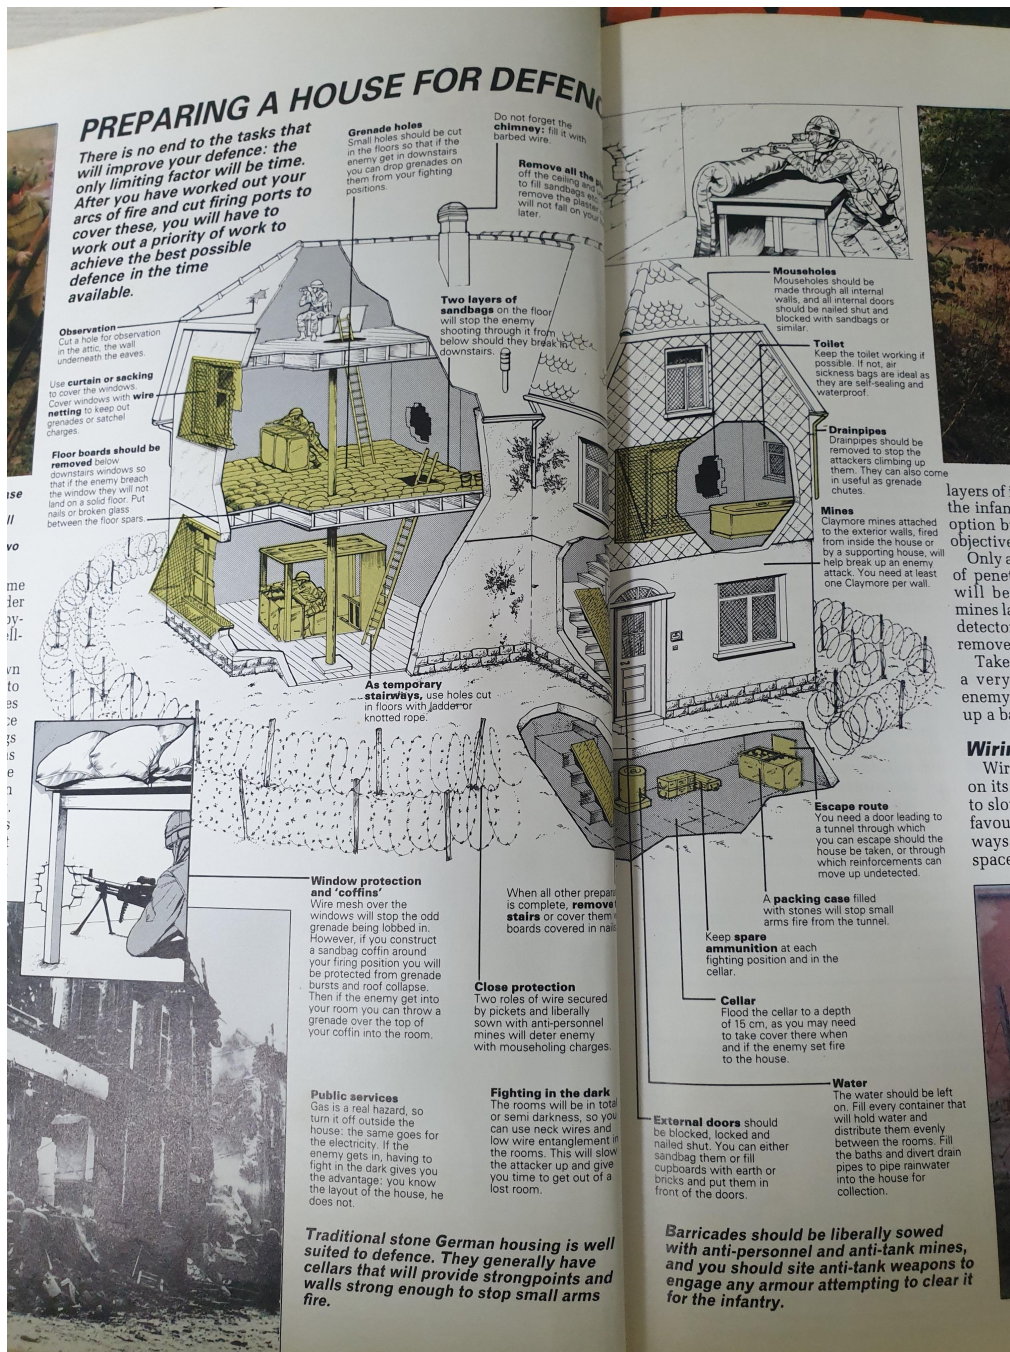 PREPARING A HOUSE FOR DEFENC
There is no end to the tasks that
will improve your defence: the
only limiting factor will be time.
After you have worked out your
arcs of fire and cut firing ports to
cover these, you will have to
work out a priority of work to
achieve the best possible
defence in the time
available.
Grenade holes
Small holes should be cut
in the floors so that if the
enemy get in downstairs
you can drop grenades on
them from your fighting
positions.
Do not forget the
chimney: fill it with
barbed wire.
Remove all the
off the ceiling and
to fill sandbags etc
remove the plaster
will not fall on your
later.
Two layers of
sandbags on the floor
will stop the enemy
shooting through it from
below should they break in
downstairs.
Observation
Cut a hole for observation
in the attic, the wall
underneath the eaves.
Use curtain or sacking
to cover the windows.
Cover windows with wire
netting to keep out
grenades or satchel
charges.
Floor boards should be
removed below
downstairs windows so
that if the enemy breach
the window they will not
land on a solid floor. Put
nails or broken glass
between the floor spars.
Mouseholes
Mouseholes should be
made through all internal
walls, and all internal doors
should be nailed shut and
blocked with sandbags or
similar.
Toilet
Keep the toilet working if
possible. If not, air
sickness bags are ideal as
they are self-sealing and
waterproof.
Drainpipes
Drainpipes should be
removed to stop the
attackers climbing up
them. They can also come
in useful as grenade
chutes.
Mines
Claymore mines attached
to the exterior walls, fired
from inside the house or
by a supporting house, will
help break up an enemy
attack. You need at least
one Claymore per wall.
As temporary
stairways, use holes cut
in floors with ladder or
knotted rope.
Escape route
You need a door leading to
a tunnel through which
you can escape should the
house be taken, or through
which reinforcements can
move up undetected.
A packing case filled
with stones will stop small
arms fire from the tunnel.
Keep spare
ammunition at each
fighting position and in the
cellar.
Cellar
Flood the cellar to a depth
of 15 cm, as you may need
to take cover there when
and if the enemy set fire
to the house.
Window protection
and 'coffins'
Wire mesh over the
windows will stop the odd
grenade being lobbed in.
However, if you construct
a sandbag coffin around
your firing position you will
be protected from grenade
bursts and roof collapse.
Then if the enemy get into
your room you can throw a
grenade over the top of
your coffin into the room.
When all other prepar
is complete, remove
stairs or cover them
boards covered in nails
Close protection
Two roles of wire secured
by pickets and liberally
sown with anti-personnel
mines will deter enemy
with mouseholing charges.
Public services
Gas is a real hazard, so
turn it off outside the
house: the same goes for
the electricity. If the
enemy gets in, having to
fight in the dark gives you
the advantage: you know
the layout of the house, he
does not.
Fighting in the dark
The rooms will be in total
or semi darkness, so you
can use neck wires and
low wire entanglement in
the rooms. This will slow
the attacker up and give
you time to get out of a
lost room.
External doors should
be blocked, locked and
nailed shut. You can either
sandbag them or fill
cupboards with earth or
bricks and put them in
front of the doors.
Water
The water should be left
on. Fill every container that
will hold water and
distribute them evenly
between the rooms. Fill
the baths and divert drain
pipes to pipe rainwater
into the house for
collection.
Traditional stone German housing is well
suited to defence. They generally have
cellars that will provide strongpoints and
walls strong enough to stop small arms
fire.
Barricades should be liberally sowed
with anti-personnel and anti-tank mines,
and you should site anti-tank weapons to
engage any armour attempting to clear it
for the infantry.
layers of
the infan
option b
objective
Only a
of penet
will be
mines la
detecto
remove
Take
a very
enemy
up a ba
Wirin
Wir
on its
to slo
favou
ways
space